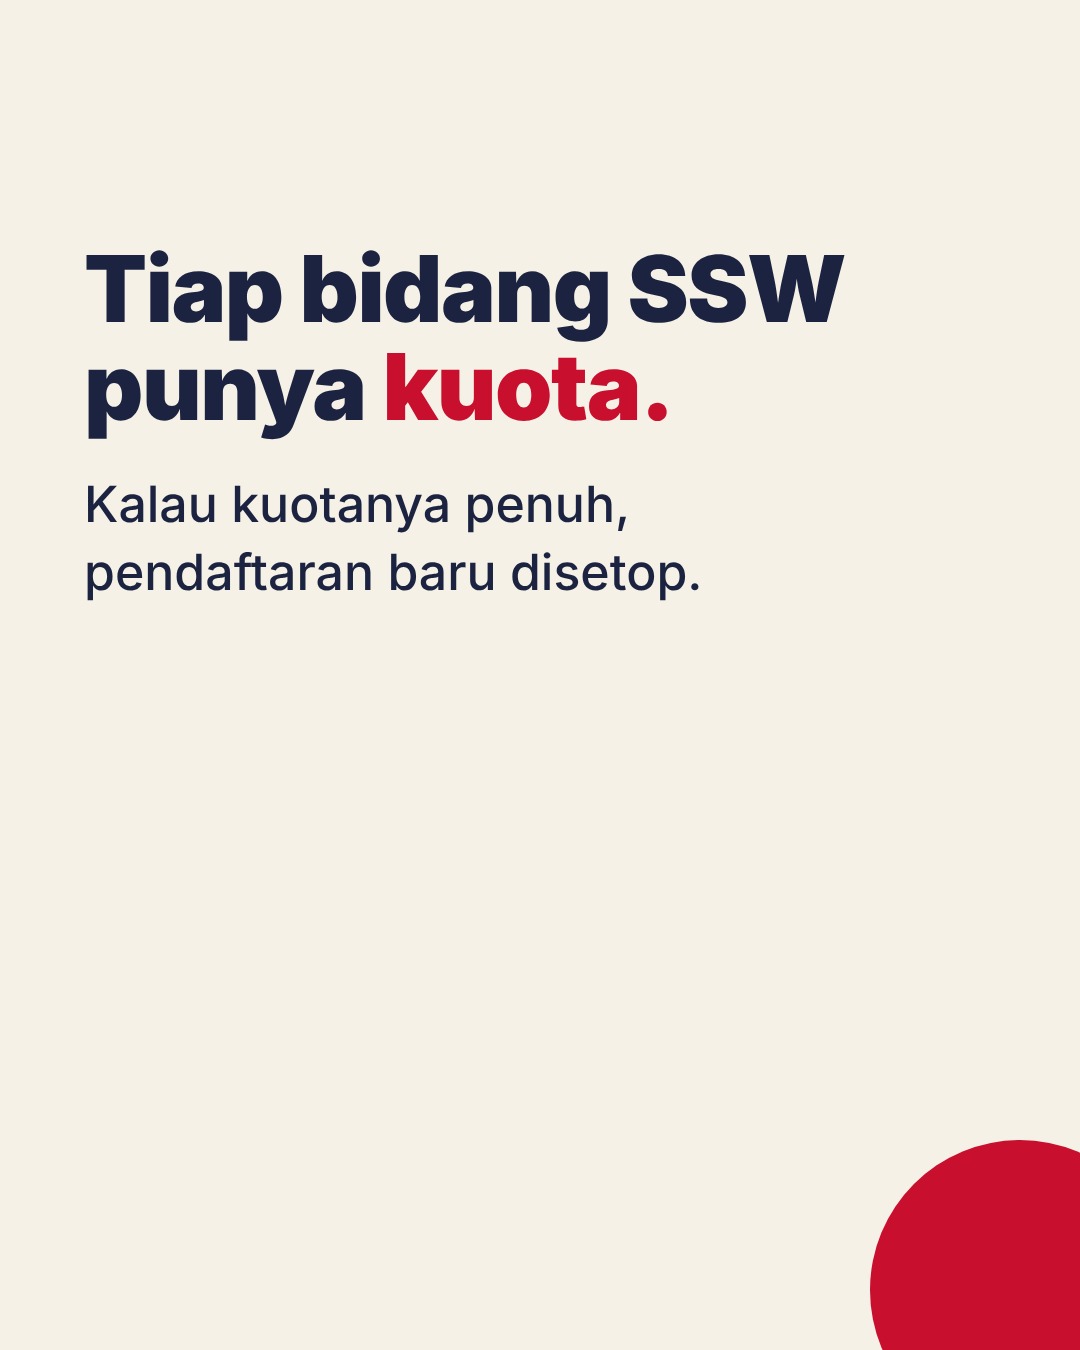 Tiap bidang SSW
punya kuota.
Kalau kuotanya penuh,
pendaftaran baru disetop.